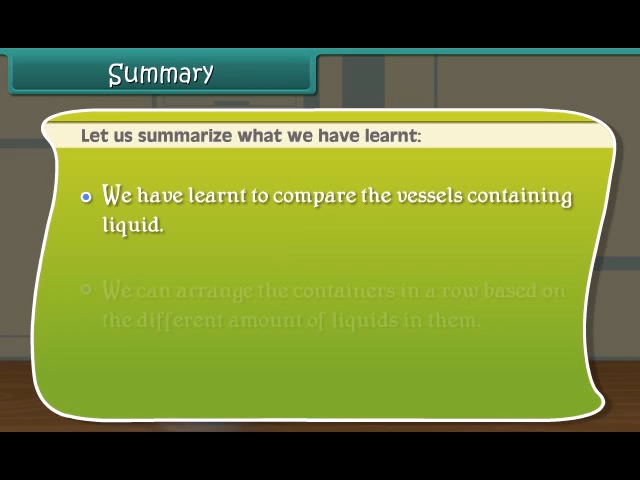 Summary
Let us summarize what we have learnt:
We have learnt to compare the vessels containing
liquid.
We can arrange the containers in a row based on
the different amount of liquids in them.